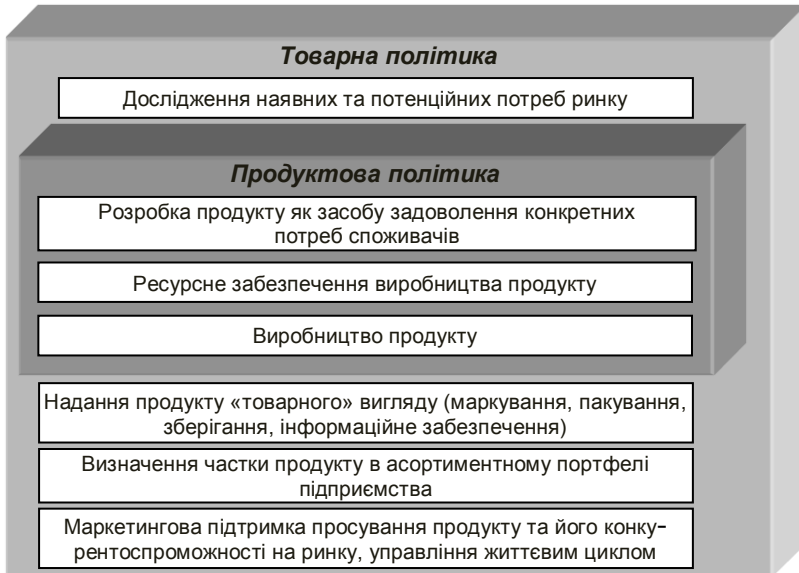 Товарна політика
Дослідження наявних та потенційних потреб ринку
Продуктова політика
Розробка продукту як засобу задоволення конкретних
потреб споживачів
Ресурсне забезпечення виробництва продукту
Виробництво продукту
Надання продукту «товарного» вигляду (маркування, пакування,
зберігання, інформаційне забезпечення)
Визначення частки продукту в асортиментному портфелі
підприємства
Маркетингова підтримка просування продукту та його конку-
рентоспроможності на ринку, управління життєвим циклом